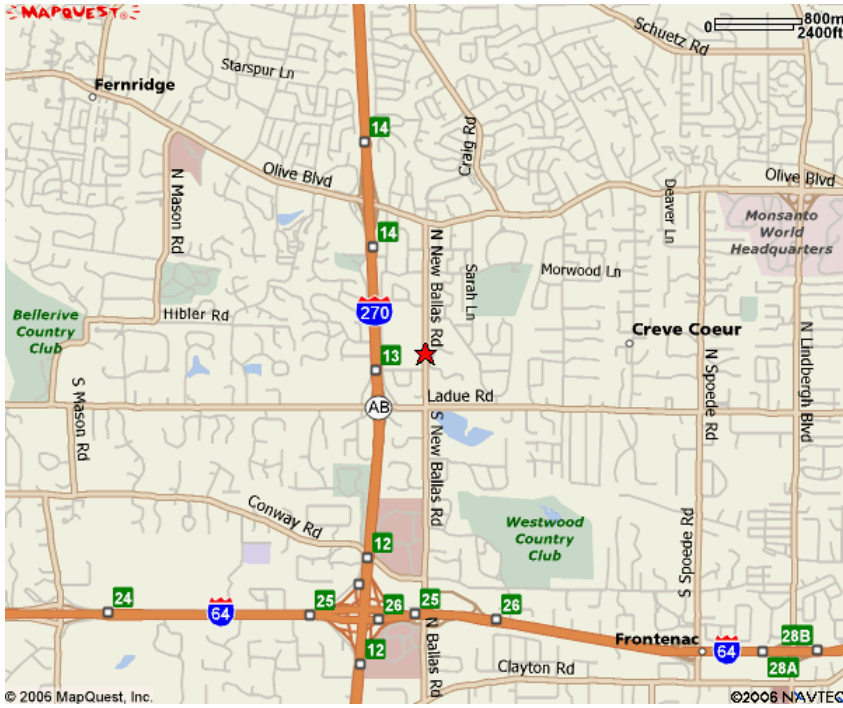 MAPQUEST
800m
0
2400ft
Schuetz Rd
Starspur Ln
Fernridge
14
Craig Rd
Olive Blvd
N Mason Rd
Olive Blvd
Deaver Ln
Monsanto
World
Headquarters
14
N New Ballas Rd
Sarah Ln
Morwood Ln
270
Hibler Rd
Bellerive
Country
Club
Creve Coeur
N Lindbergh Blvd
13
N Spoede Rd
S Mason Rd
Ladue Rd
AB
S New Ballas Rd
Conway Rd
Westwood
Country
Club
S Spoede Rd
12
24
64
25
26
25
26
N Ballas Rd
Frontenac
64
28B
28A
12
Clayton Rd
© 2006 MapQuest, Inc.
©2006 NAVTEQ